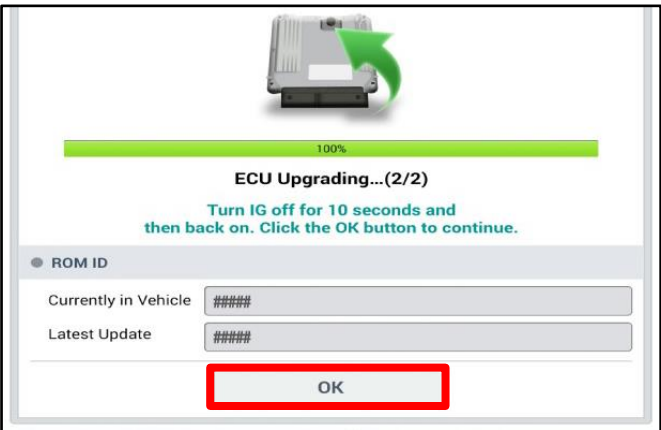 100%
ECU Upgrading...(2/2)
Turn IG off for 10 seconds and
then back on. Click the OK button to continue.
ROM ID
Currently in Vehicle #####
Latest Update #####
OK